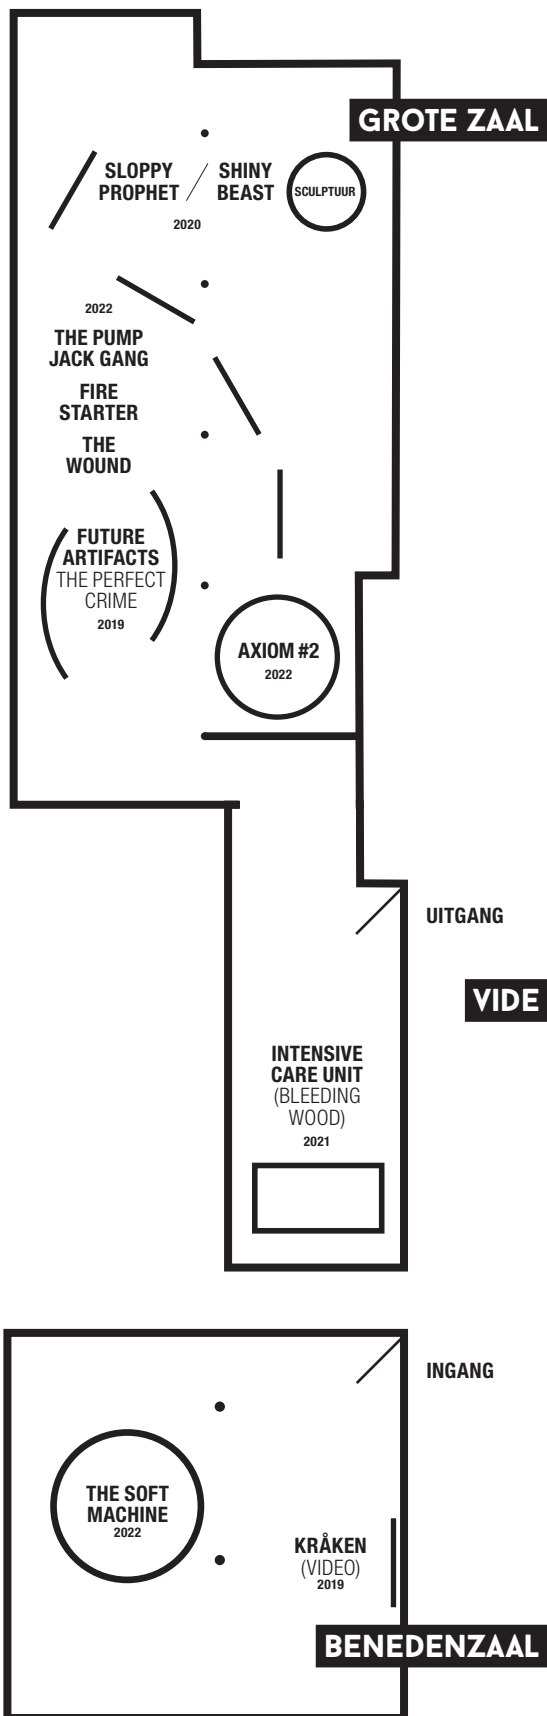 GROTE ZAAL
SLOPPY
PROPHET
SHINY
BEAST
2020
SCULPTUUR
2022
THE PUMP
JACK GANG
FIRE
STARTER
THE
WOUND
FUTURE
ARTIFACTS
THE PERFECT
CRIME
2019
AXIOM #2
2022
UITGANG
VIDE
INTENSIVE
CARE UNIT
(BLEEDING
WOOD)
2021
INGANG
THE SOFT
MACHINE
2022
KRÅKEN
(VIDEO)
2019
BENEDENZAAL